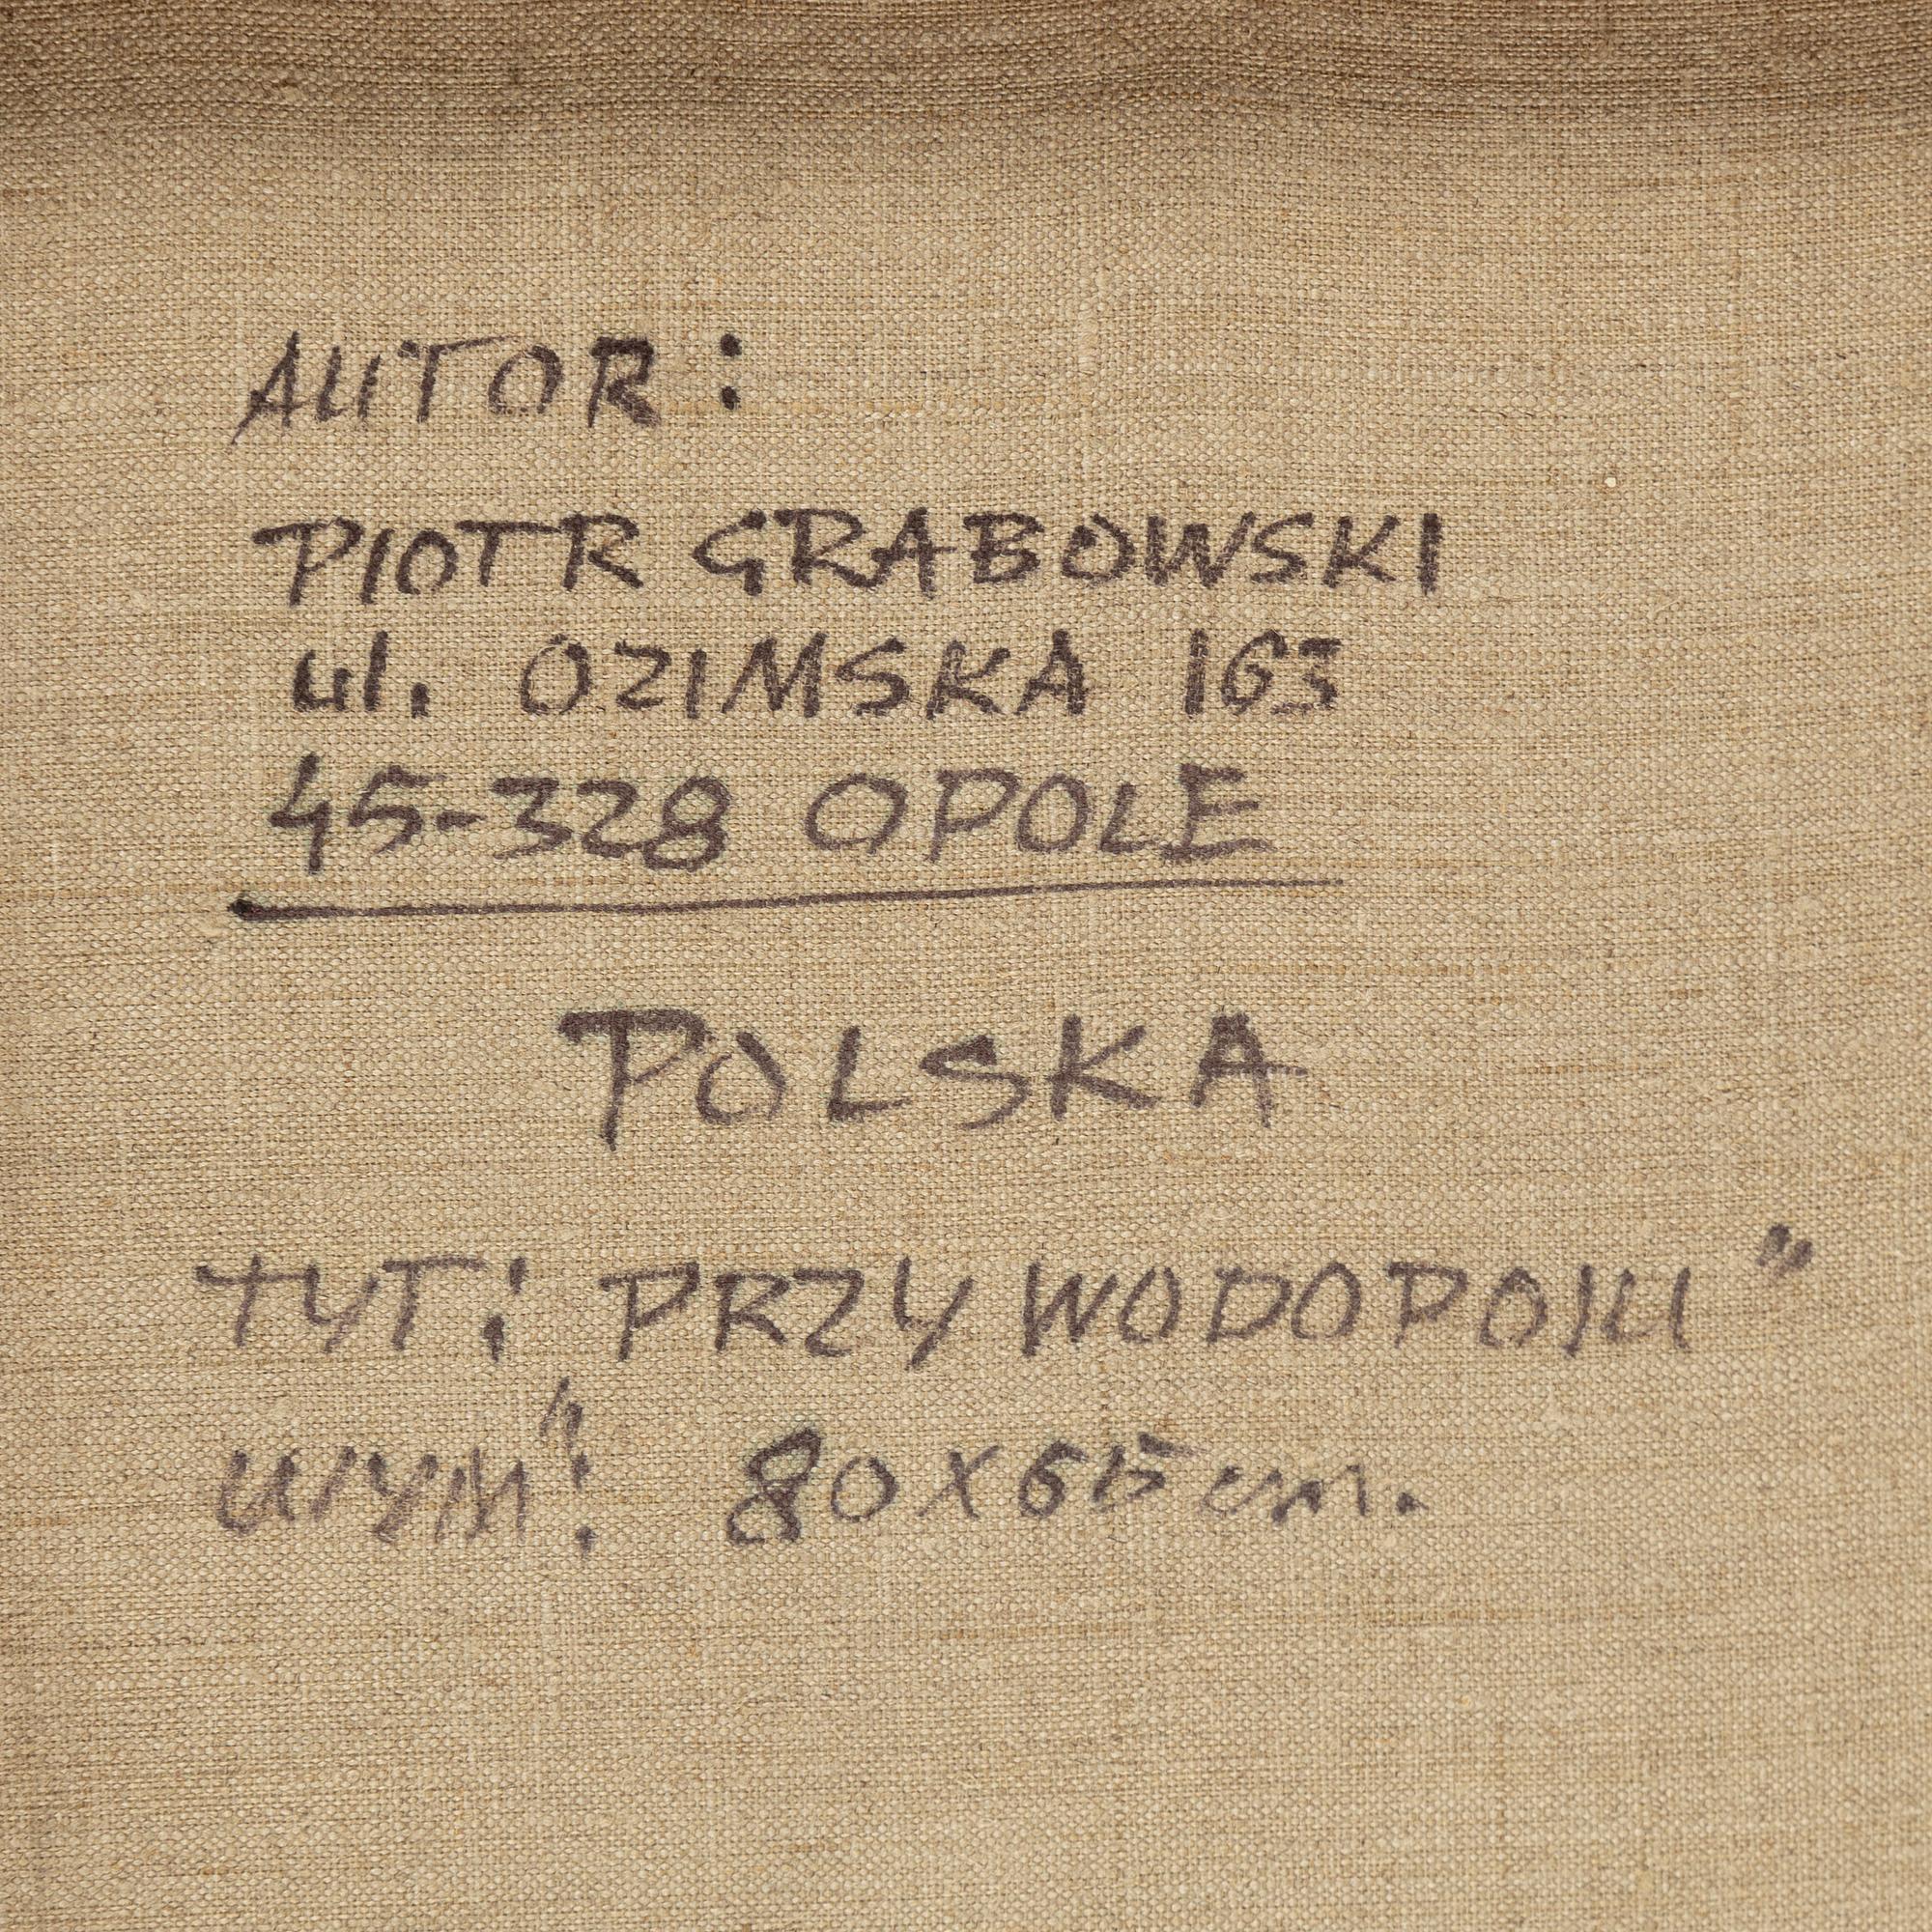 AUTOR:
PIOTR GRABOWSKI
ul. OZIMSKA 163
45-328 OPOLE
POLSKA
TYT: „PRZY WODOPOJU"
WYM: 80x65 cm.